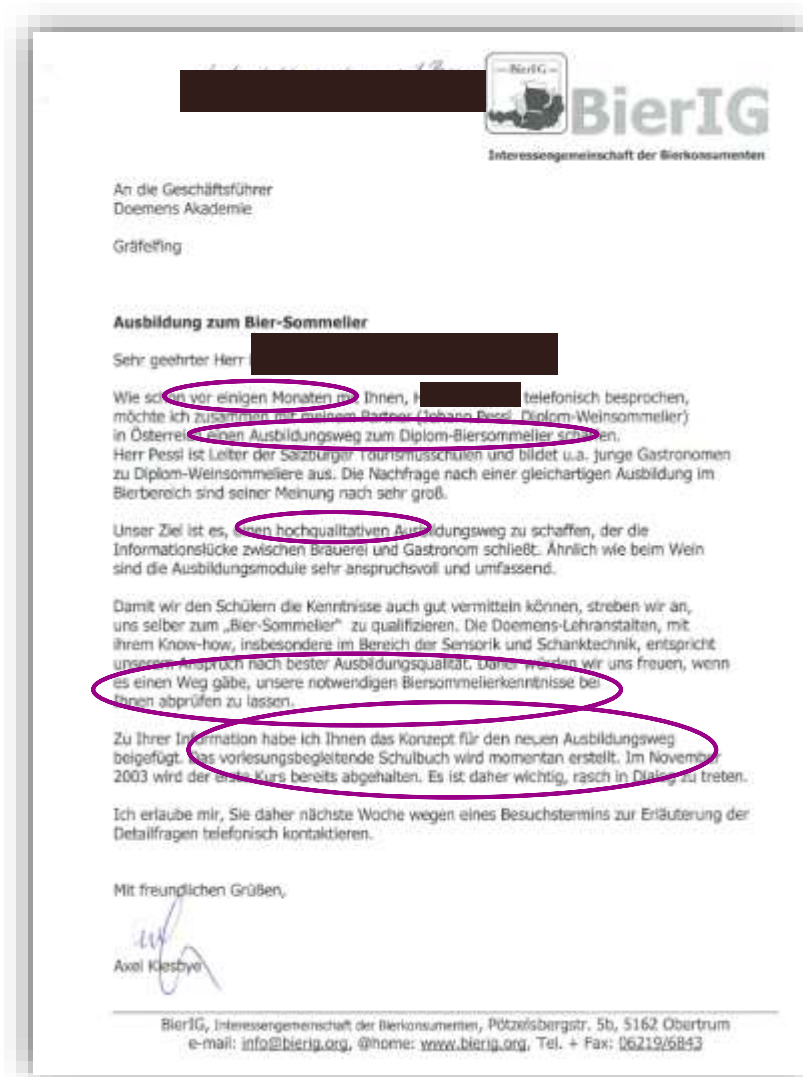 BierIG
BierIG
Interessengemeinschaft der Bierkonsumenten
An die Geschäftsführer
Doemens Akademie
Gräfelfing
Ausbildung zum Bier-Sommelier
Sehr geehrter Herr
Wie schon vor einigen Monaten mit Ihnen, H telefonisch besprochen,
möchte ich zusammen mit meinem Partner (Johann Pessl, Diplom-Weinsommelier)
in Österreich einen Ausbildungsweg zum Diplom-Biersommelier schaffen.
Herr Pessl ist Leiter der Salzburger Tourismusschulen und bildet u.a. junge Gastronomen
zu Diplom-Weinsommeliere aus. Die Nachfrage nach einer gleichartigen Ausbildung im
Bierbereich sind seiner Meinung nach sehr groß.
Unser Ziel ist es, einen hochqualitativen Ausbildungsweg zu schaffen, der die
Informationslücke zwischen Brauerei und Gastronom schließt. Ähnlich wie beim Wein
sind die Ausbildungsmodule sehr anspruchsvoll und umfassend.
Damit wir den Schülern die Kenntnisse auch gut vermitteln können, streben wir an,
uns selber zum „Bier-Sommelier" zu qualifizieren. Die Doemens-Lehranstalten, mit
ihrem Know-how, insbesondere im Bereich der Sensorik und Schanktechnik, entspricht
unserem Anspruch nach bester Ausbildungsqualität. Daher würden wir uns freuen, wenn
es einen Weg gäbe, unsere notwendigen Biersommelierkenntnisse bei
Ihnen abprüfen zu lassen.
Zu Ihrer Information habe ich Ihnen das Konzept für den neuen Ausbildungsweg
beigefügt. Das vorlesungsbegleitende Schulbuch wird momentan erstellt. Im November
2003 wird der erste Kurs bereits abgehalten. Es ist daher wichtig, rasch in Dialog zu treten.
Ich erlaube mir, Sie daher nächste Woche wegen eines Besuchstermins zur Erläuterung der
Detailfragen telefonisch kontaktieren.
Mit freundlichen Grüßen,
Axel Kiesbye
BierIG, Interessengemeinschaft der Bierkonsumenten, Pötzelsbergstr. 5b, 5162 Obertrum
e-mail: info@bierig.org, @home: www.bierig.org, Tel. + Fax: 06219/6843